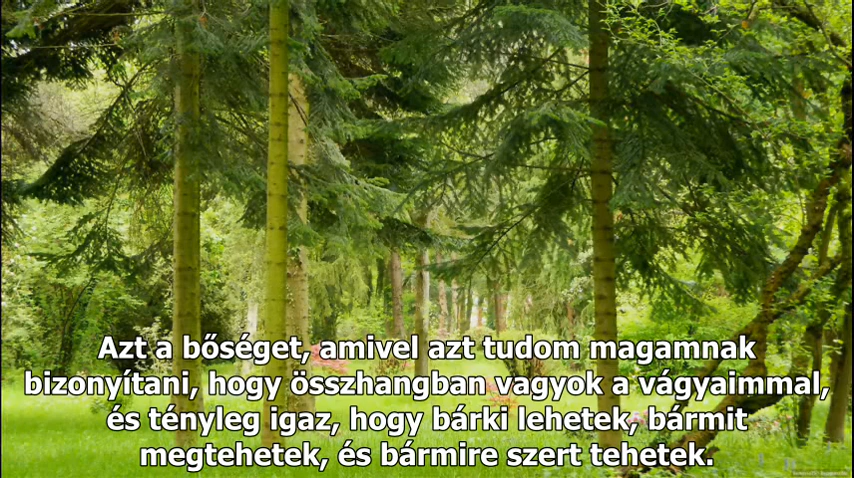 Azt a bőséget, amivel azt tudom magamnak
bizonyítani, hogy összhangban vagyok a vágyaimmal,
és tényleg igaz, hogy bárki lehetek, bármit
megtehetek, és bármire szert tehetek.